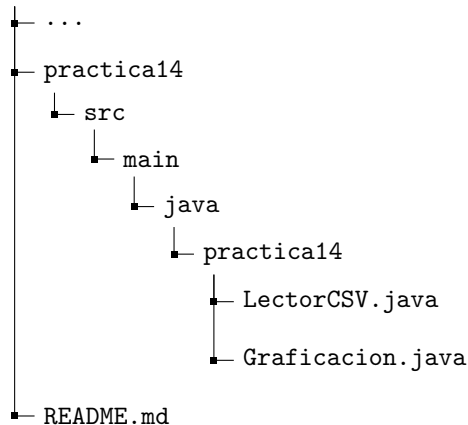 ...
practica14
src
main
java
practica14
LectorCSV.java
Graficacion.java
README.md